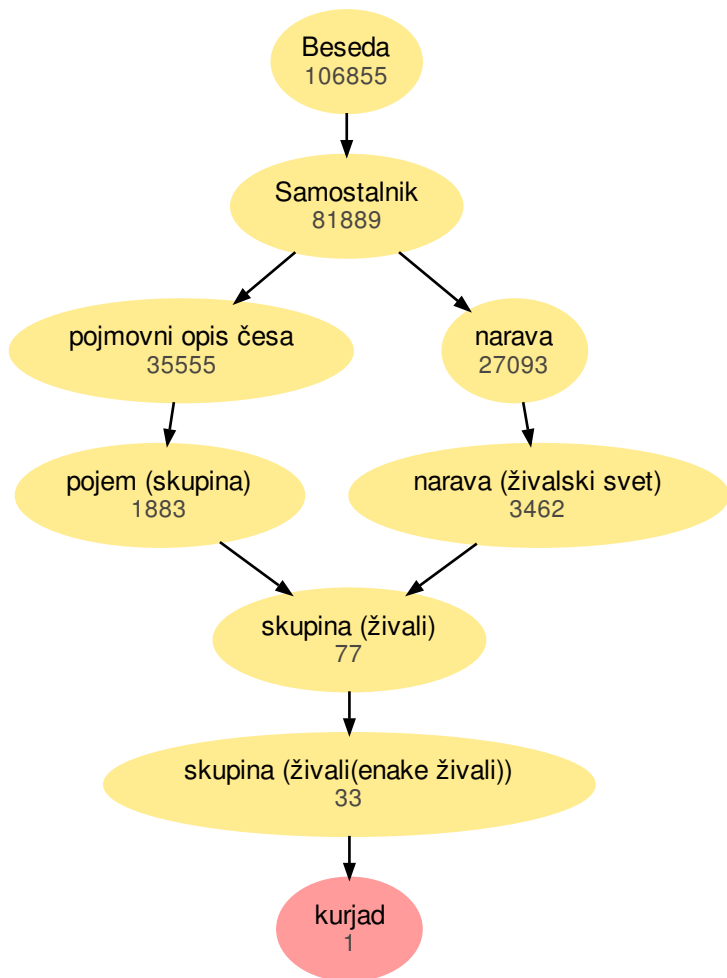 Beseda
106855
Samostalnik
81889
pojmovni opis česa
35555
narava
27093
pojem (skupina)
1883
narava (živalski svet)
3462
skupina (živali)
77
skupina (živali(enake živali))
33
kurjad
1